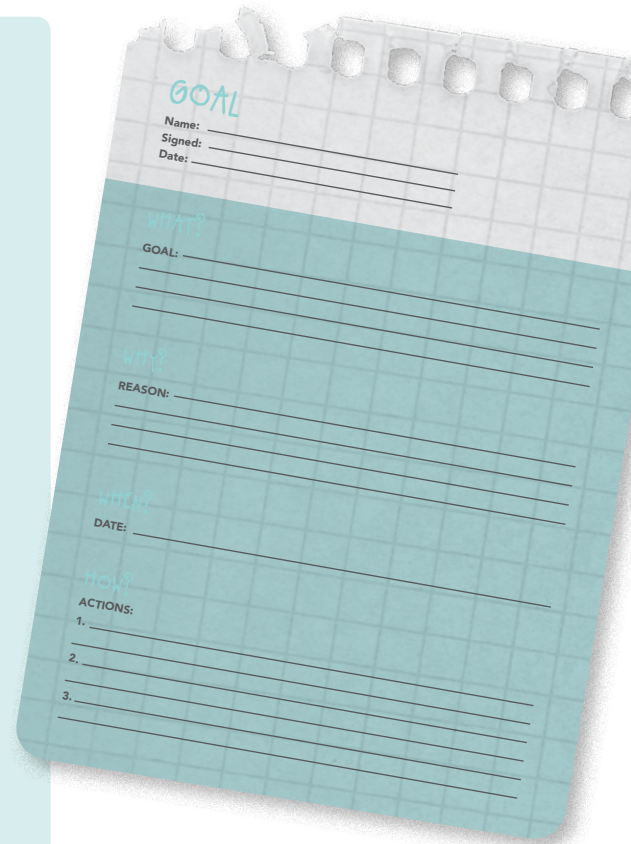 GOAL
Name:
Signed:
Date:
WHAT?
GOAL:
WHY?
REASON:
WHEN?
DATE:
HOW?
ACTIONS:
1.
2.
3.